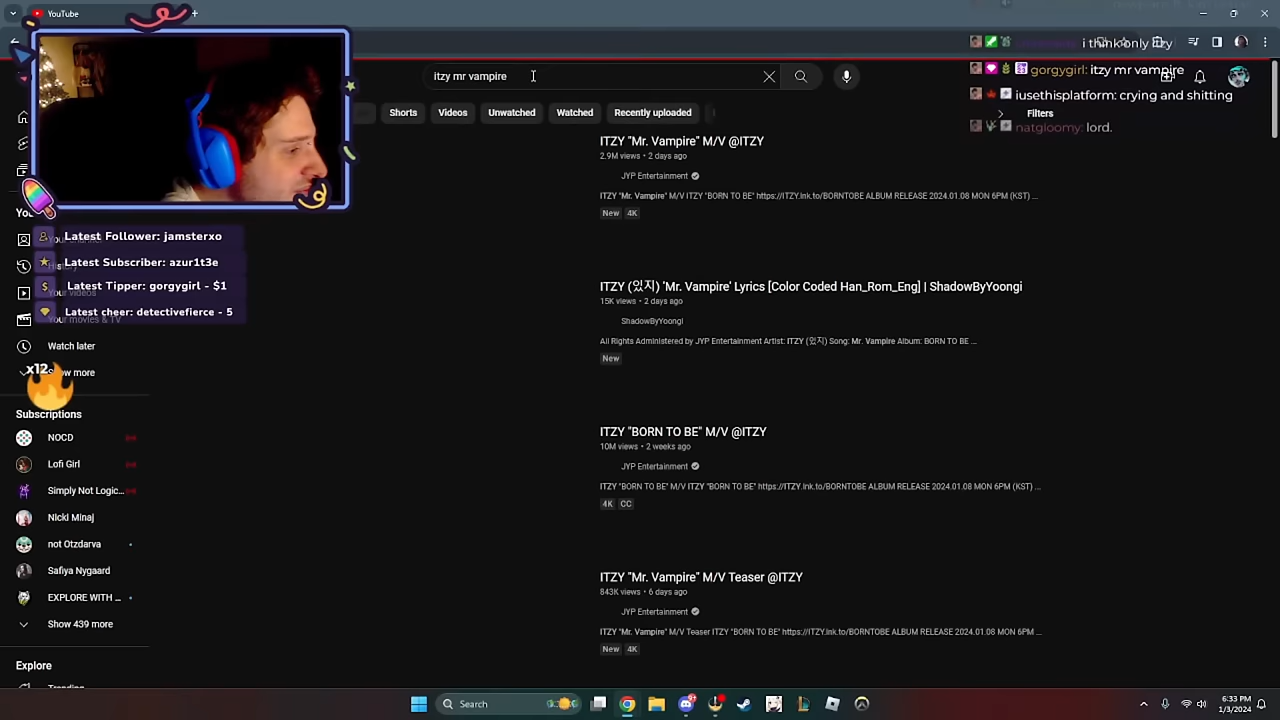 YouTube
itzy mr vampire
i think only itzy
gorgygirl: itzy mr vampire
iusethisplatform: crying and shitting
natgloomy: lord.
Filters
Shorts
Videos
Unwatched
Watched
Recently uploaded
ITZY "Mr. Vampire" M/V @ITZY
2.9M views • 2 days ago
JYP Entertainment
ITZY "Mr. Vampire" M/V ITZY "BORN TO BE" https://ITZY.lnk.to/BORNTOBE ALBUM RELEASE 2024.01.08 MON 6PM (KST) ...
New 4K
Latest Follower: jamsterxo
Latest Subscriber: azur1t3e
History
Latest Tipper: gorgygirl - $1
Your videos
Latest cheer: detectivefierce - 5
Your movies & TV
Watch later
x12
Show more
ITZY (있지) 'Mr. Vampire' Lyrics [Color Coded Han_Rom_Eng] | ShadowByYoongi
15K views • 2 days ago
ShadowByYoongi
All Rights Administered by JYP Entertainment Artist: ITZY (있지) Song: Mr. Vampire Album: BORN TO BE ...
New
Subscriptions
NOCD
Lofi Girl
Simply Not Logic...
Nicki Minaj
not Otzdarva
Safiya Nygaard
EXPLORE WITH ...
Show 439 more
Explore
Trending
ITZY "BORN TO BE" M/V @ITZY
10M views • 2 weeks ago
JYP Entertainment
ITZY "BORN TO BE" M/V ITZY "BORN TO BE" https://ITZY.lnk.to/BORNTOBE ALBUM RELEASE 2024.01.08 MON 6PM (KST) ...
4K CC
ITZY "Mr. Vampire" M/V Teaser @ITZY
843K views • 6 days ago
JYP Entertainment
ITZY "Mr. Vampire" M/V Teaser ITZY "BORN TO BE" https://ITZY.lnk.to/BORNTOBE ALBUM RELEASE 2024.01.08 MON 6PM ...
New 4K
Search
6:33 PM
1/3/2024